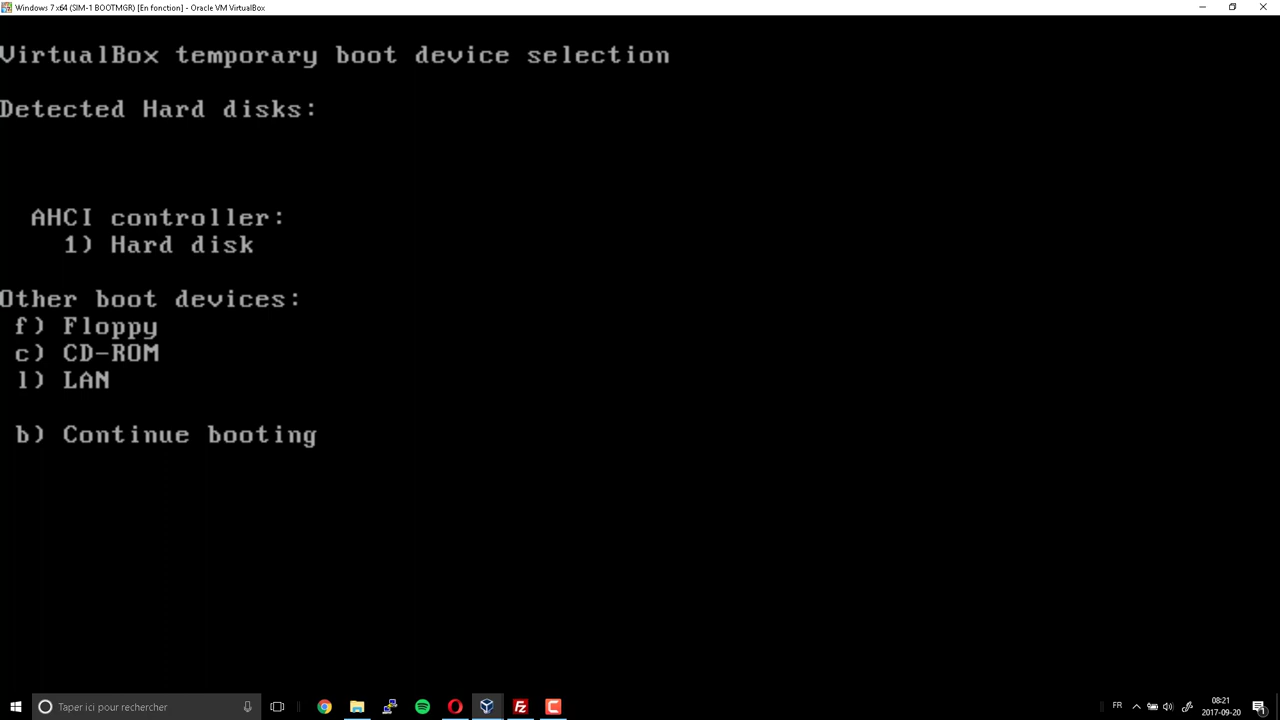 Windows 7 x64 (SIM-1 BOOTMGR) [En fonction] - Oracle VM VirtualBox
VirtualBox temporary boot device selection
Detected Hard disks:
AHCI controller:
1) Hard disk
Other boot devices:
f) Floppy
c) CD-ROM
l) LAN
b) Continue booting
Taper ici pour rechercher
FR
08:21
2017-09-20